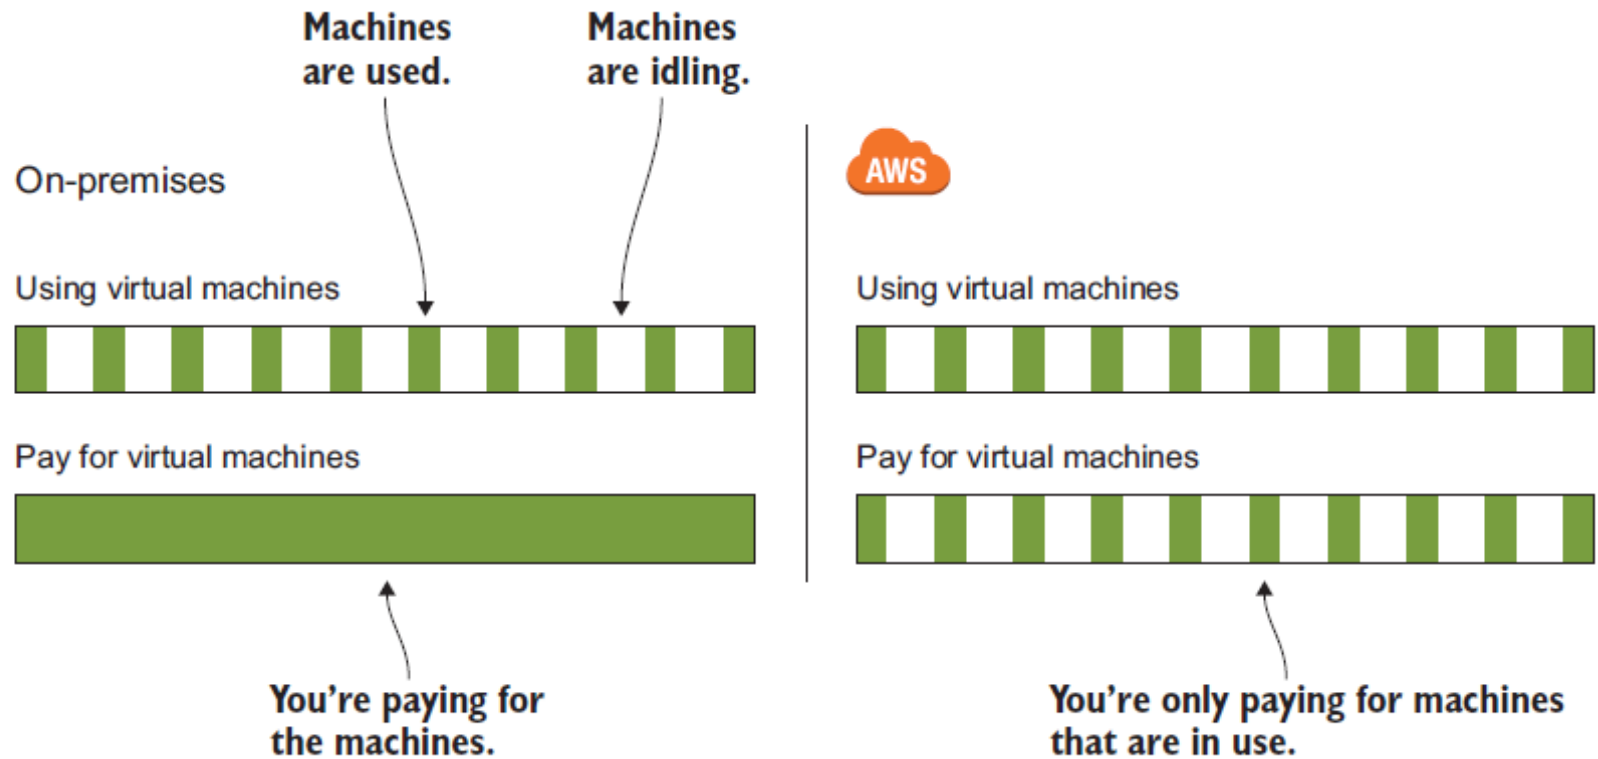 Machines
are used.
Machines
are idling.
On-premises
AWS
Using virtual machines
Using virtual machines
Pay for virtual machines
Pay for virtual machines
You’re paying for
the machines.
You’re only paying for machines
that are in use.